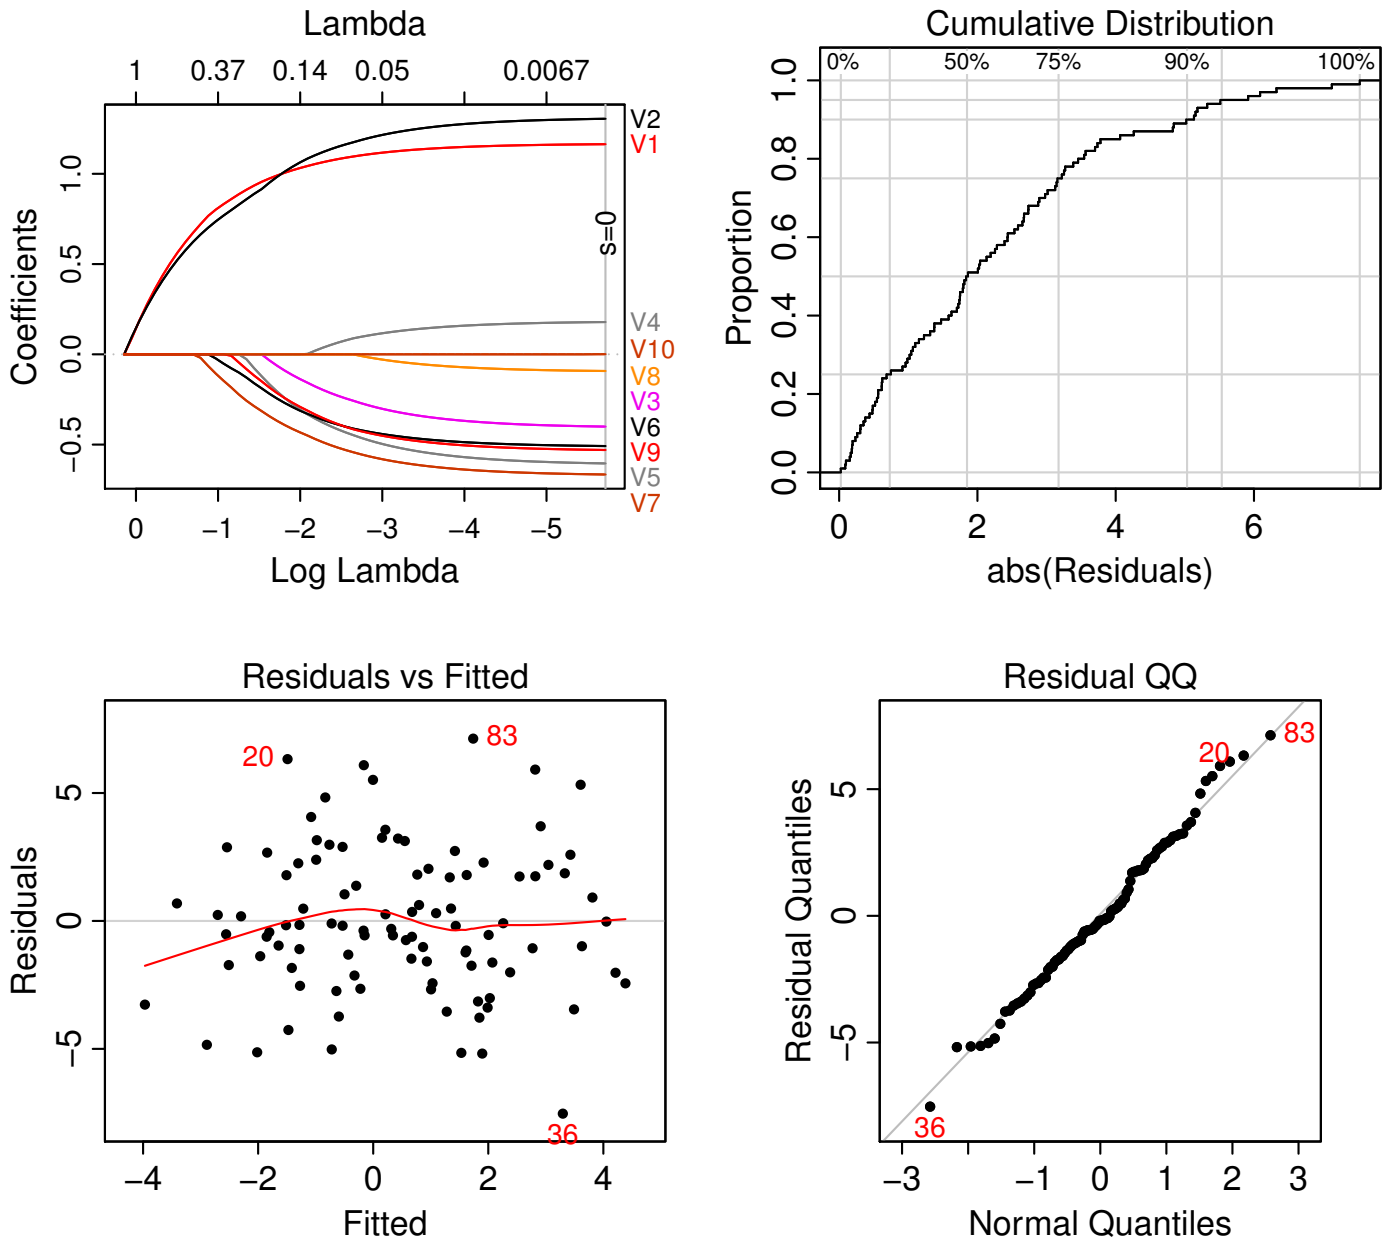 Lambda
1 0.37 0.14 0.05 0.0067
Coefficients
1.0
0.5
0.0
−0.5
s=0
V2
V1
V4
V10
V8
V3
V6
V9
V5
V7
0 −1 −2 −3 −4 −5
Log Lambda
Cumulative Distribution
0% 50% 75% 90% 100%
Proportion
1.0
0.8
0.6
0.4
0.2
0.0
0 2 4 6
abs(Residuals)
Residuals vs Fitted
Residuals
5
0
−5
20
83
36
−4 −2 0 2 4
Fitted
Residual QQ
Residual Quantiles
5
0
−5
83
20
36
−3 −1 0 1 2 3
Normal Quantiles